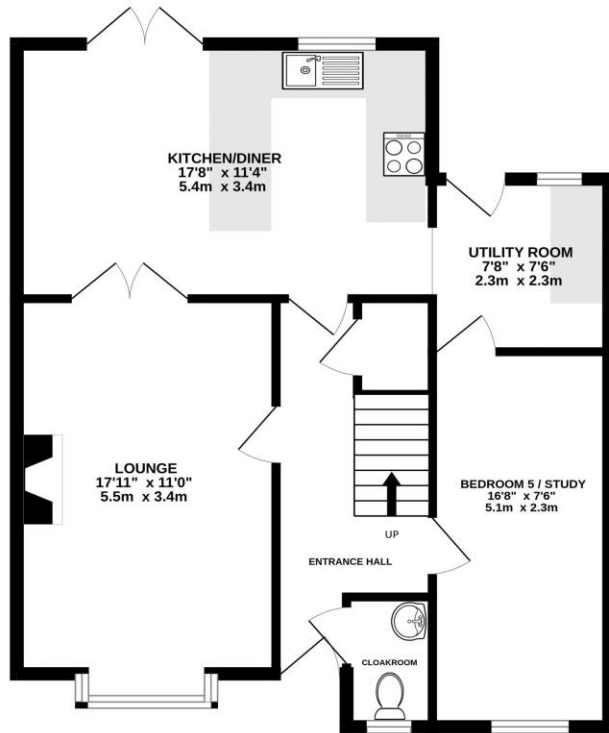 KITCHEN/DINER
17'8" x 11'4"
5.4m x 3.4m
UTILITY ROOM
7'8" x 7'6"
2.3m x 2.3m
LOUNGE
17'11" x 11'0"
5.5m x 3.4m
BEDROOM 5 / STUDY
16'8" x 7'6"
5.1m x 2.3m
UP
ENTRANCE HALL
CLOAKROOM